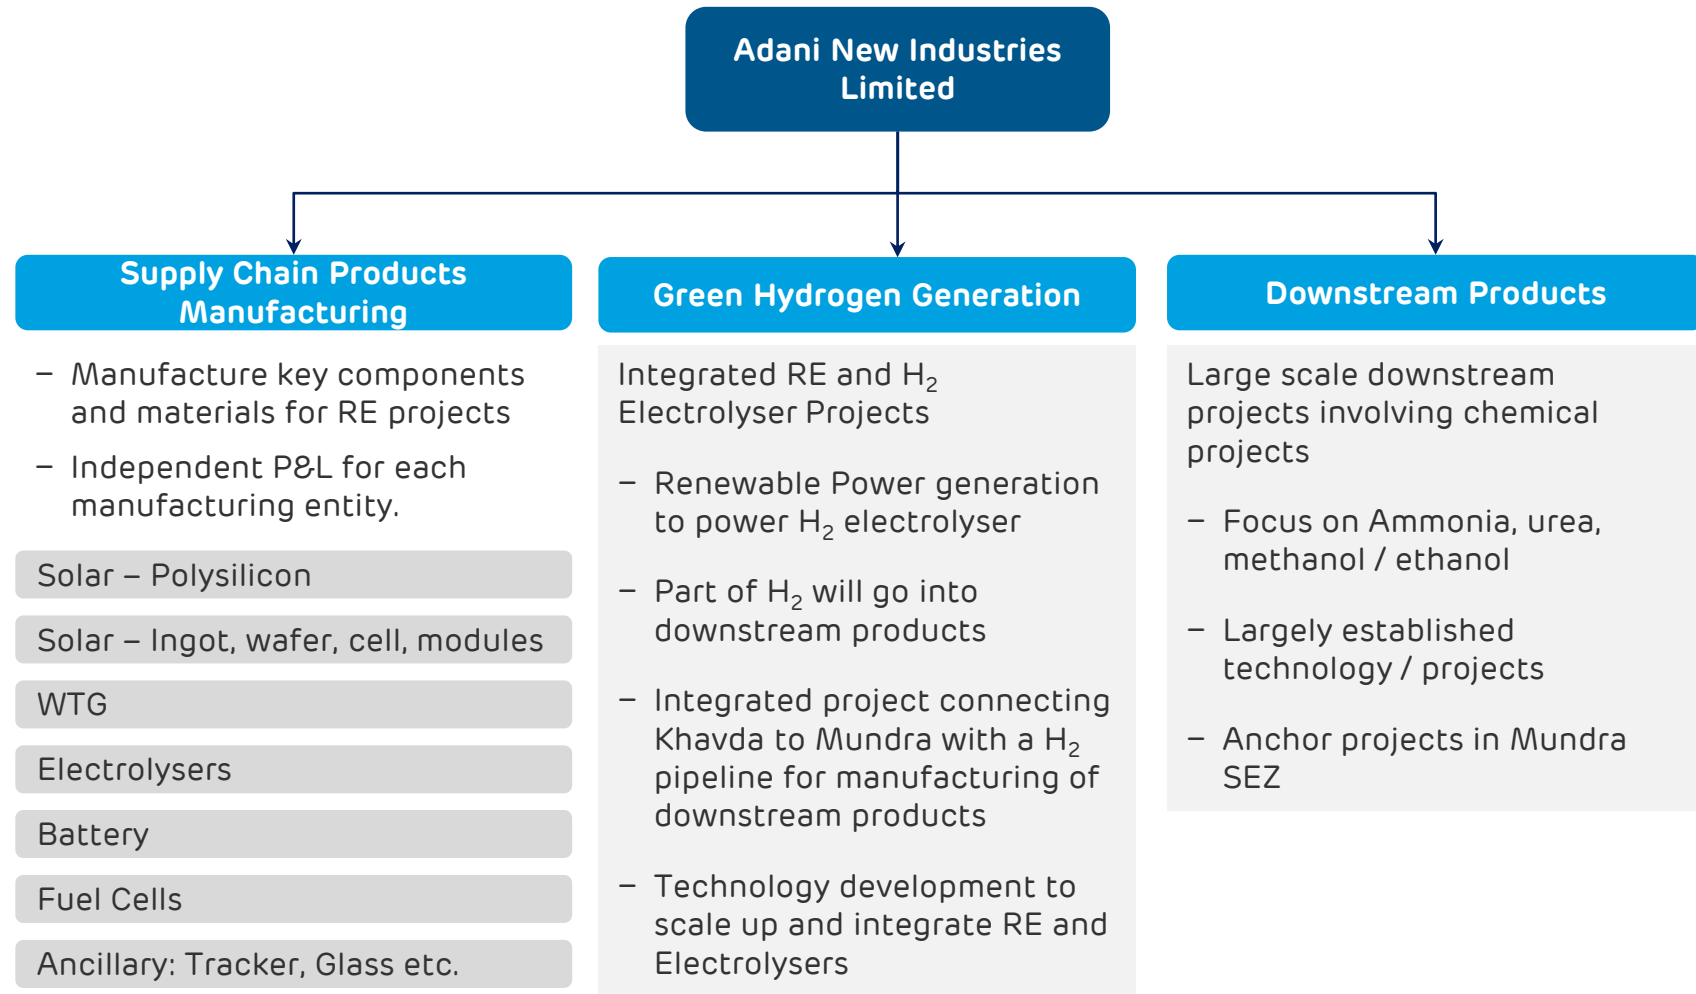 Adani New Industries
Limited
Supply Chain Products
Manufacturing
– Manufacture key components
and materials for RE projects
– Independent P&L for each
manufacturing entity.
Solar – Polysilicon
Solar – Ingot, wafer, cell, modules
WTG
Electrolysers
Battery
Fuel Cells
Ancillary: Tracker, Glass etc.
Green Hydrogen Generation
Integrated RE and H₂
Electrolyser Projects
– Renewable Power generation
to power H₂ electrolyser
– Part of H₂ will go into
downstream products
– Integrated project connecting
Khavda to Mundra with a H₂
pipeline for manufacturing of
downstream products
– Technology development to
scale up and integrate RE and
Electrolysers
Downstream Products
Large scale downstream
projects involving chemical
projects
– Focus on Ammonia, urea,
methanol / ethanol
– Largely established
technology / projects
– Anchor projects in Mundra
SEZ